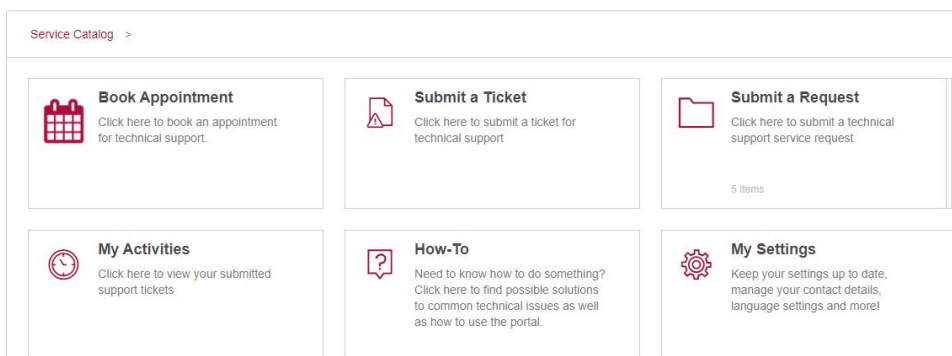 Service Catalog >
Book Appointment
Click here to book an appointment
for technical support.
Submit a Ticket
Click here to submit a ticket for
technical support
Submit a Request
Click here to submit a technical
support service request
5 Items
My Activities
Click here to view your submitted
support tickets
How-To
Need to know how to do something?
Click here to find possible solutions
to common technical issues as well
as how to use the portal.
My Settings
Keep your settings up to date,
manage your contact details,
language settings and more!